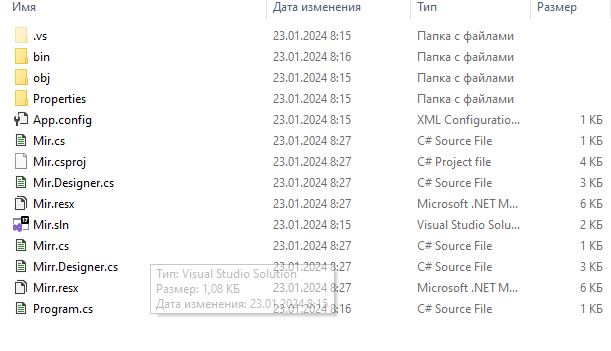 Имя Дата изменения Тип Размер
.vs 23.01.2024 8:15 Папка с файлами
bin 23.01.2024 8:16 Папка с файлами
obj 23.01.2024 8:15 Папка с файлами
Properties 23.01.2024 8:15 Папка с файлами
App.config 23.01.2024 8:15 XML Configuratio... 1 КБ
Mir.cs 23.01.2024 8:27 C# Source File 1 КБ
Mir.csproj 23.01.2024 8:27 C# Project file 4 КБ
Mir.Designer.cs 23.01.2024 8:27 C# Source File 3 КБ
Mir.resx 23.01.2024 8:27 Microsoft .NET M... 6 КБ
Mir.sln 23.01.2024 8:15 Visual Studio Solu... 2 КБ
Mirr.cs 23.01.2024 8:27 C# Source File 1 КБ
Mirr.Designer.cs 23.01.2024 8:27 C# Source File 3 КБ
Тип: Visual Studio Solution
Mirr.resx 23.01.2024 8:27 Microsoft .NET M... 6 КБ
Размер: 1,08 КБ
Program.cs 23.01.2024 8:16 C# Source File 1 КБ
Дата изменения: 23.01.2024 8:15